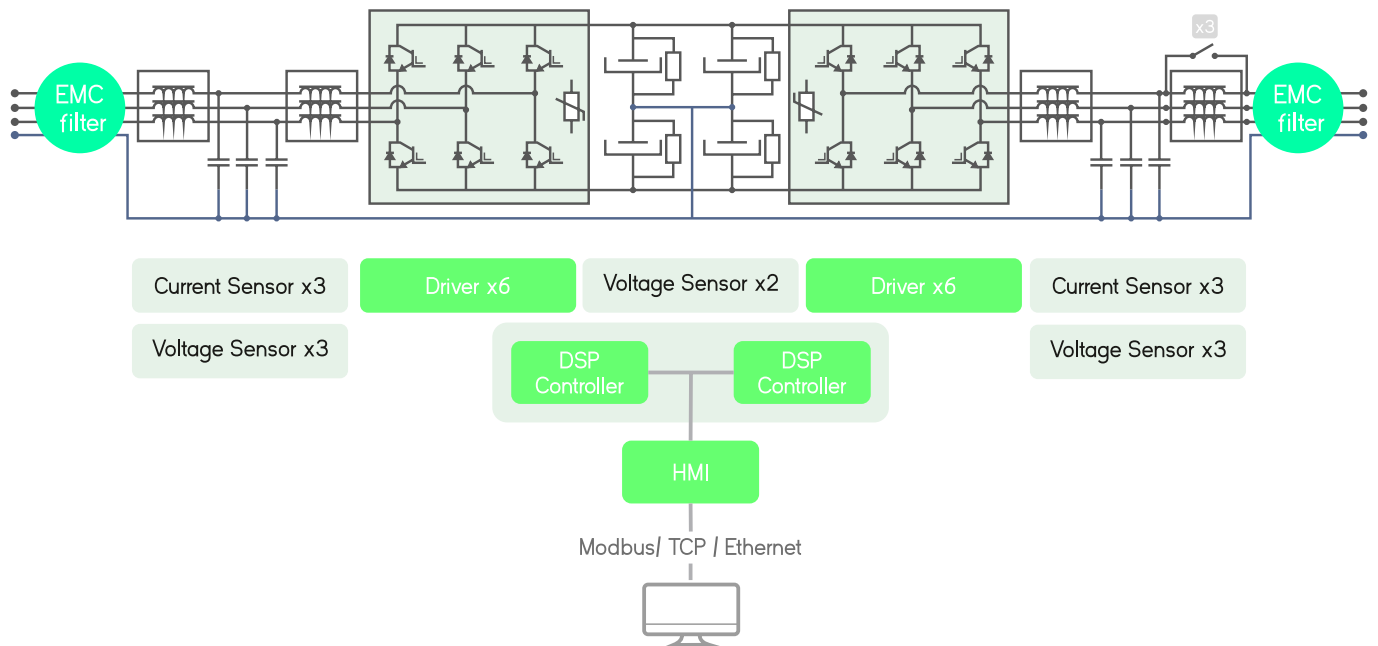 x3
EMC
filter
EMC
filter
Current Sensor x3
Driver x6
Voltage Sensor x2
Driver x6
Current Sensor x3
Voltage Sensor x3
Voltage Sensor x3
DSP
Controller
DSP
Controller
HMI
Modbus/ TCP / Ethernet